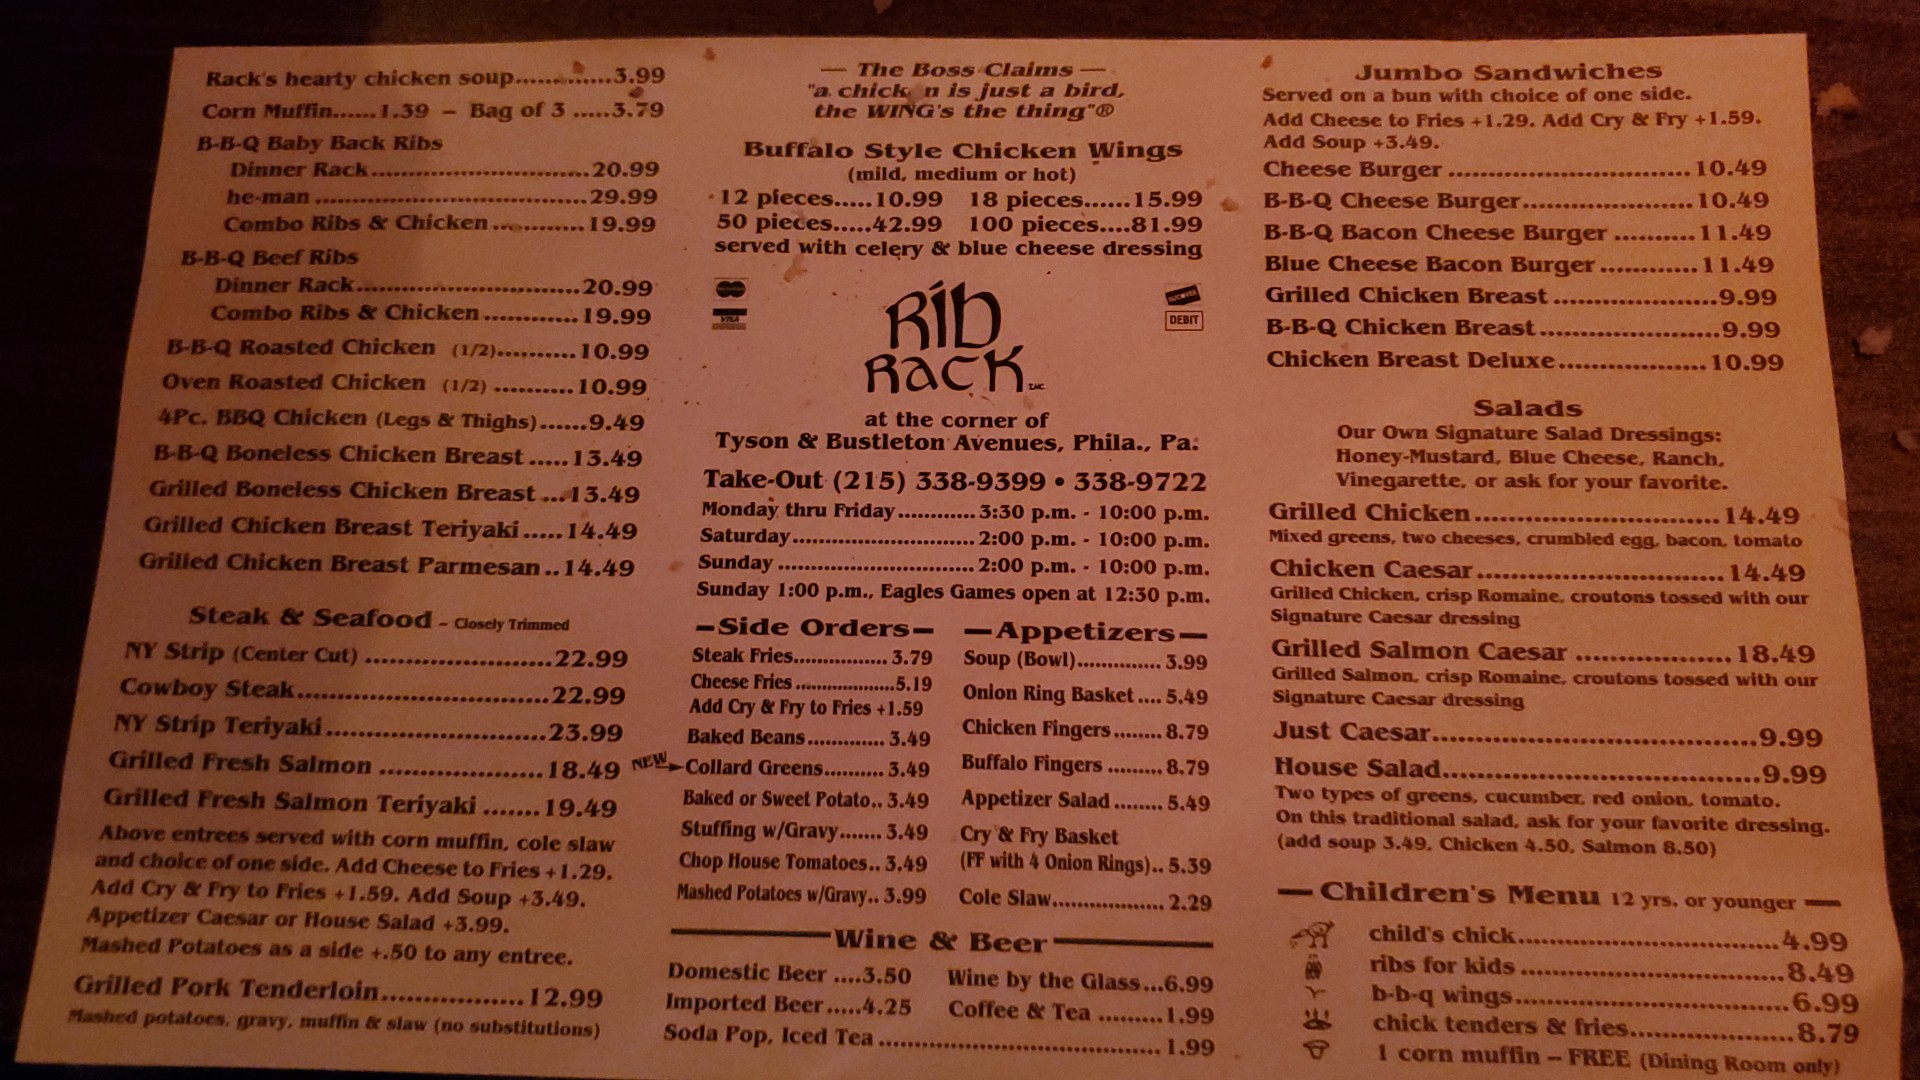 Rack's hearty chicken soup.............3.99
Corn Muffin......1.39 – Bag of 3 .....3.79
B-B-Q Baby Back Ribs
Dinner Rack..............................20.99
he-man .....................................29.99
Combo Ribs & Chicken .............19.99
B-B-Q Beef Ribs
Dinner Rack...............................20.99
Combo Ribs & Chicken .............19.99
B-B-Q Roasted Chicken (1/2)...........10.99
Oven Roasted Chicken (1/2) ...........10.99
4Pc. BBQ Chicken (Legs & Thighs)......9.49
B-B-Q Boneless Chicken Breast .....13.49
Grilled Boneless Chicken Breast ...13.49
Grilled Chicken Breast Teriyaki .....14.49
Grilled Chicken Breast Parmesan..14.49
Steak & Seafood – Closely Trimmed
NY Strip (Center Cut) ........................22.99
Cowboy Steak................................22.99
NY Strip Teriyaki............................23.99
Grilled Fresh Salmon .....................18.49
Grilled Fresh Salmon Teriyaki .......19.49
Above entrees served with corn muffin, cole slaw
and choice of one side. Add Cheese to Fries +1.29.
Add Cry & Fry to Fries +1.59. Add Soup +3.49.
Appetizer Caesar or House Salad +3.99.
Mashed Potatoes as a side +.50 to any entree.
Grilled Pork Tenderloin..................12.99
Mashed potatoes, gravy, muffin & slaw (no substitutions)
— The Boss Claims —
"a chicken is just a bird,
the WING's the thing"®
Buffalo Style Chicken Wings
(mild, medium or hot)
12 pieces.....10.99 18 pieces......15.99
50 pieces.....42.99 100 pieces....81.99
served with celery & blue cheese dressing
VISA
DEBIT
Rib
Rack INC.
at the corner of
Tyson & Bustleton Avenues, Phila., Pa.
Take-Out (215) 338-9399 • 338-9722
Monday thru Friday............3:30 p.m. - 10:00 p.m.
Saturday.............................2:00 p.m. - 10:00 p.m.
Sunday ...............................2:00 p.m. - 10:00 p.m.
Sunday 1:00 p.m., Eagles Games open at 12:30 p.m.
–Side Orders–
Steak Fries................. 3.79
Cheese Fries ...................5.19
Add Cry & Fry to Fries +1.59
Baked Beans............. 3.49
NEW Collard Greens.......... 3.49
Baked or Sweet Potato.. 3.49
Stuffing w/Gravy....... 3.49
Chop House Tomatoes.. 3.49
Mashed Potatoes w/Gravy.. 3.99
—Appetizers—
Soup (Bowl)............... 3.99
Onion Ring Basket .... 5.49
Chicken Fingers ........ 8.79
Buffalo Fingers ......... 8.79
Appetizer Salad ........ 5.49
Cry & Fry Basket
(FF with 4 Onion Rings).. 5.39
Cole Slaw.................... 2.29
Wine & Beer
Domestic Beer ....3.50 Wine by the Glass...6.99
Imported Beer.....4.25 Coffee & Tea .........1.99
Soda Pop, Iced Tea ....................................... 1.99
Jumbo Sandwiches
Served on a bun with choice of one side.
Add Cheese to Fries +1.29. Add Cry & Fry +1.59.
Add Soup +3.49.
Cheese Burger ...............................10.49
B-B-Q Cheese Burger......................10.49
B-B-Q Bacon Cheese Burger ..........11.49
Blue Cheese Bacon Burger ............11.49
Grilled Chicken Breast ....................9.99
B-B-Q Chicken Breast ......................9.99
Chicken Breast Deluxe...................10.99
Salads
Our Own Signature Salad Dressings:
Honey-Mustard, Blue Cheese, Ranch,
Vinegarette, or ask for your favorite.
Grilled Chicken..............................14.49
Mixed greens, two cheeses, crumbled egg, bacon, tomato
Chicken Caesar..............................14.49
Grilled Chicken, crisp Romaine, croutons tossed with our
Signature Caesar dressing
Grilled Salmon Caesar ...................18.49
Grilled Salmon, crisp Romaine, croutons tossed with our
Signature Caesar dressing
Just Caesar.......................................9.99
House Salad......................................9.99
Two types of greens, cucumber, red onion, tomato.
On this traditional salad, ask for your favorite dressing.
(add soup 3.49, Chicken 4.50, Salmon 8.50)
— Children's Menu 12 yrs. or younger —
child's chick................................4.99
ribs for kids ................................8.49
b-b-q wings.................................6.99
chick tenders & fries....................8.79
1 corn muffin – FREE (Dining Room only)